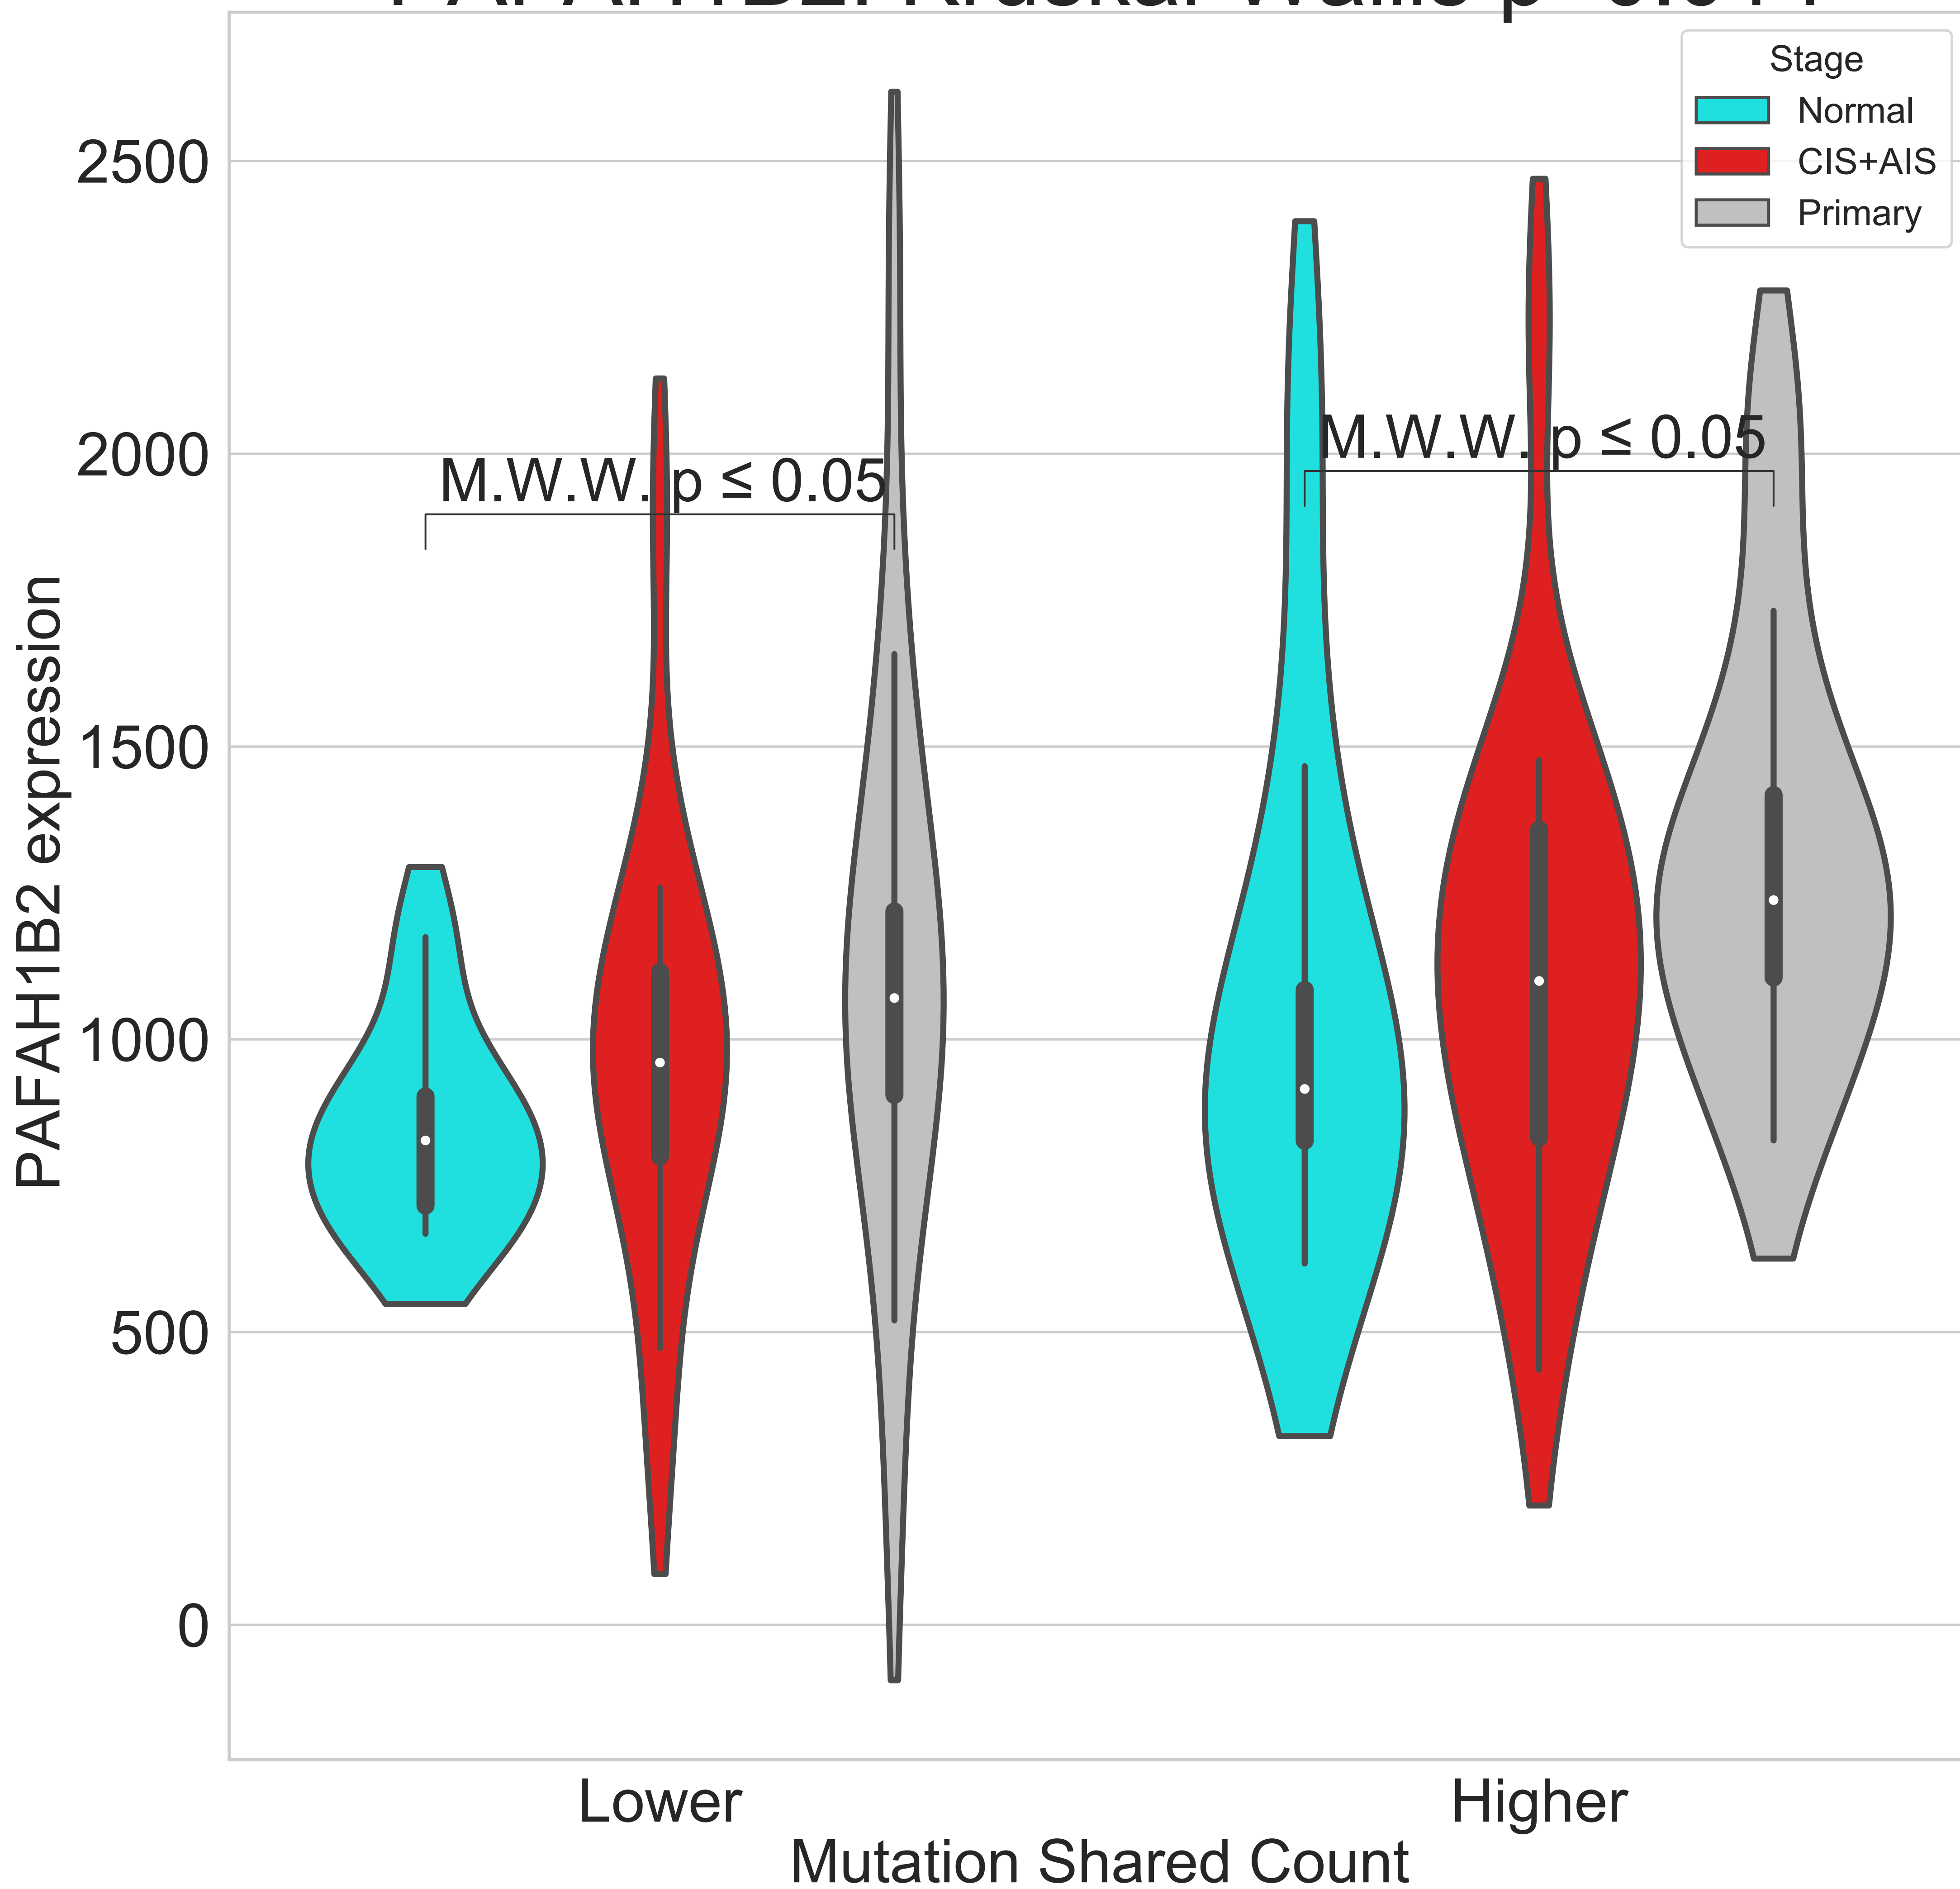 Stage
Normal
CIS+AIS
Primary
2500
2000
1500
1000
500
0
M.W.W. p ≤ 0.05
M.W.W. p ≤ 0.05
PAFAH1B2 expression
Lower
Higher
Mutation Shared Count